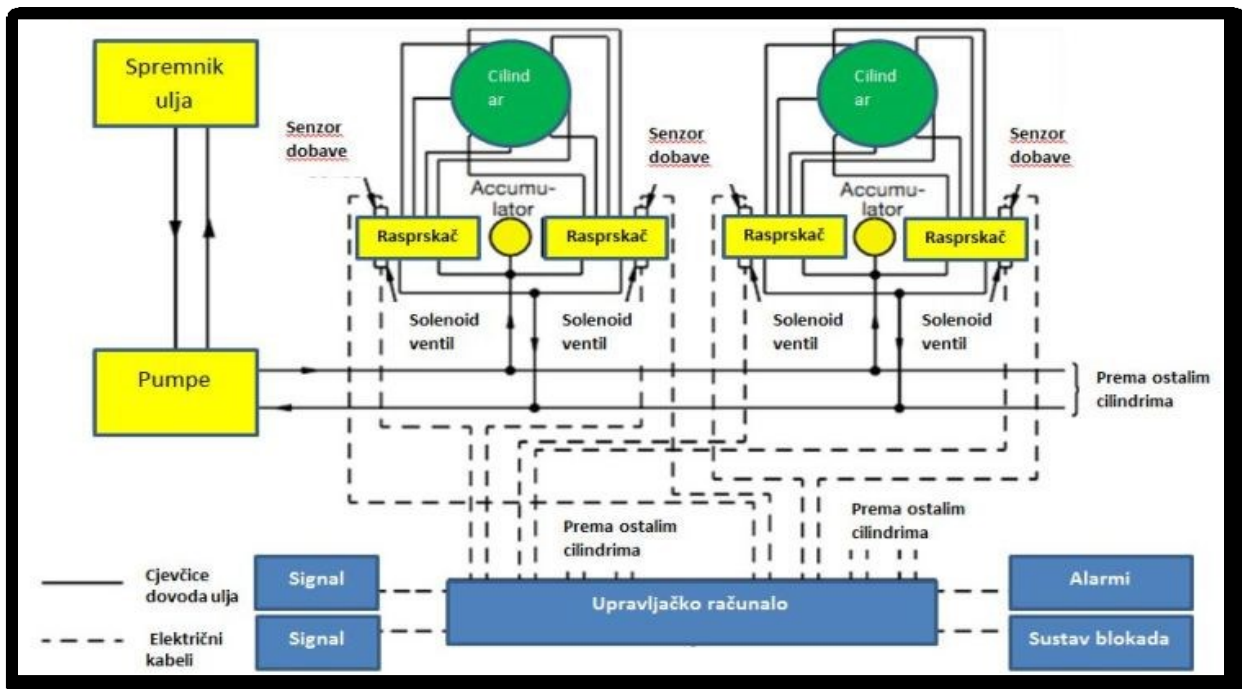 Spremnik
ulja
Cilind
ar
Cilind
ar
Senzor
dobave
Senzor
dobave
Senzor
dobave
Senzor
dobave
Accumu-
lator
Accumu-
lator
Rasprskač
Rasprskač
Rasprskač
Rasprskač
Solenoid
ventil
Solenoid
ventil
Solenoid
ventil
Solenoid
ventil
Pumpe
Prema ostalim
cilindrima
Prema ostalim
cilindrima
Prema ostalim
cilindrima
Cjevčice
dovoda ulja
Električni
kabeli
Signal
Signal
Upravljačko računalo
Alarmi
Sustav blokada